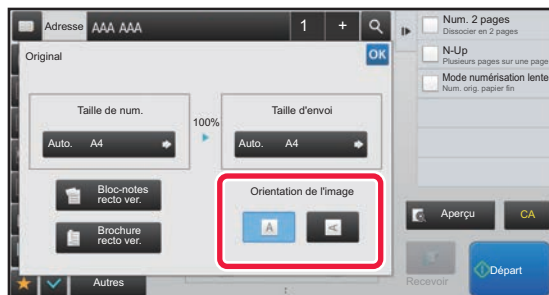 Adresse
AAA AAA
1
+
Original
OK
Taille de num.
100%
Taille d'envoi
Auto. A4
Auto. A4
Bloc-notes
recto ver.
Brochure
recto ver.
Orientation de l'image
A
A
Autres
Num. 2 pages
Dissocier en 2 pages
N-Up
Plusieurs pages sur une page
Mode numérisation lente
Num. orig. papier fin
Aperçu
CA
Recevoir
Départ